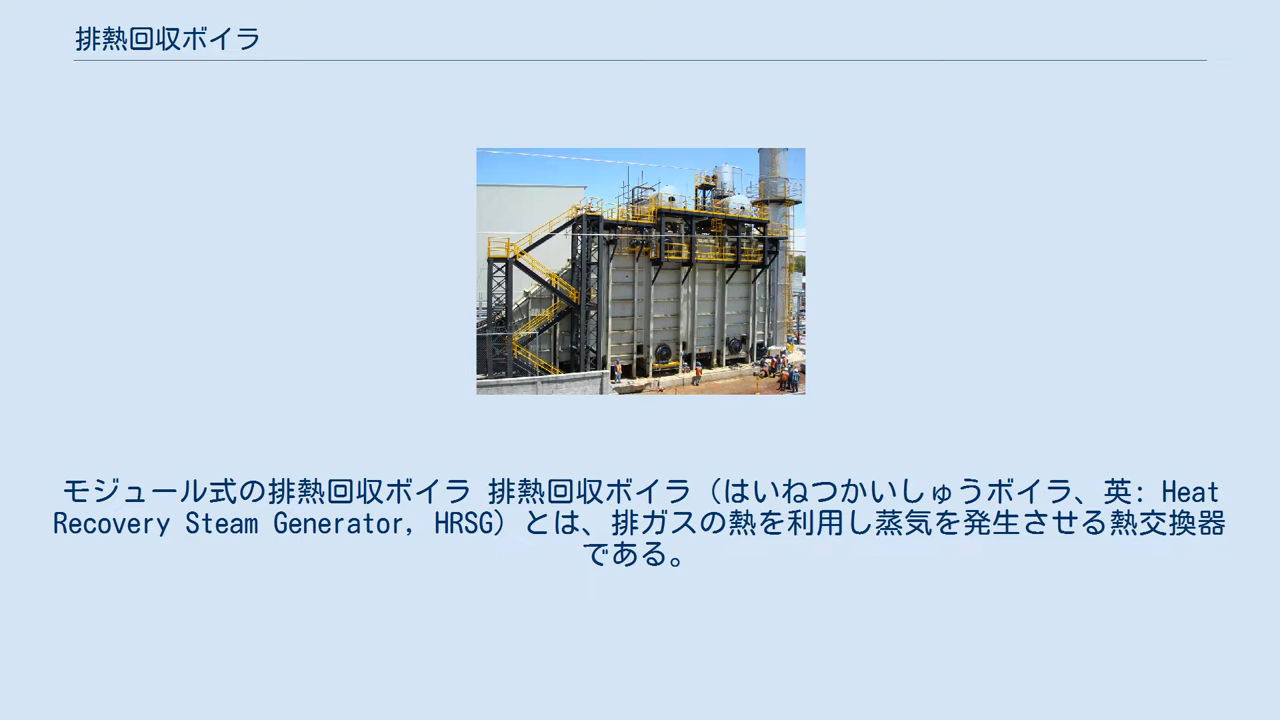 排熱回収ボイラ
モジュール式の排熱回収ボイラ 排熱回収ボイラ（はいねつかいしゅうボイラ、英: Heat
Recovery Steam Generator, HRSG）とは、排ガスの熱を利用し蒸気を発生させる熱交換器
である。